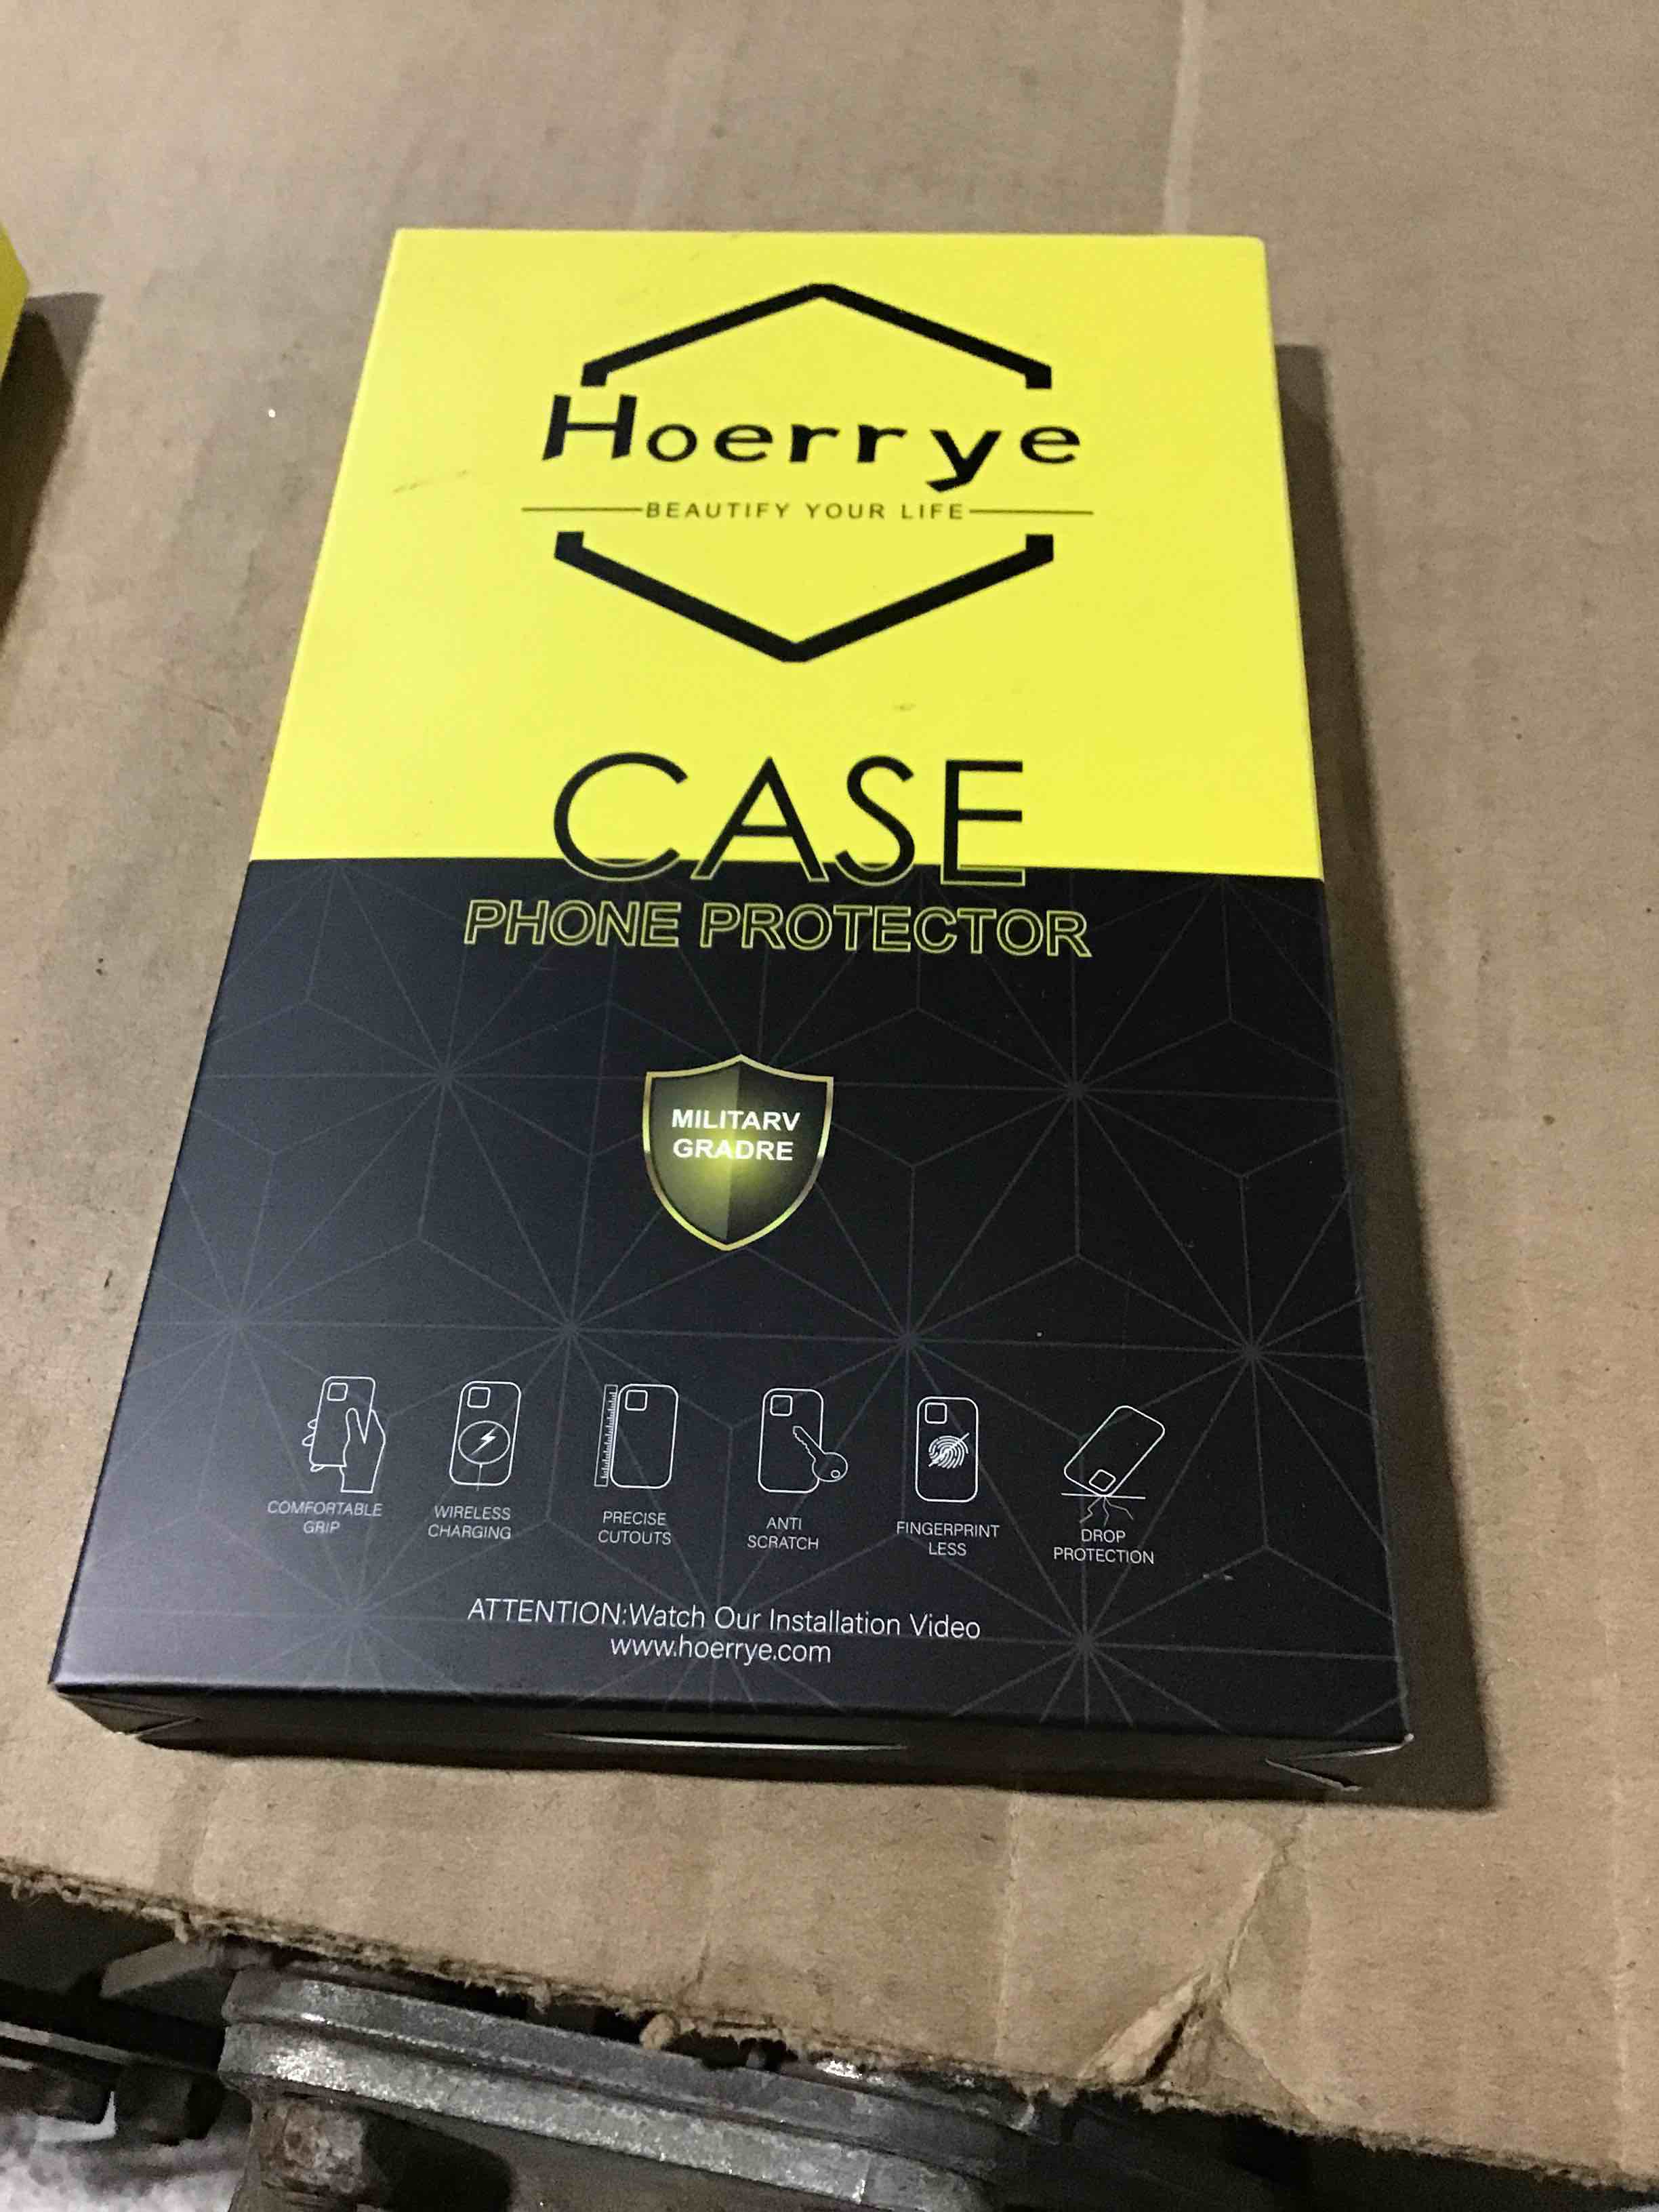 Hoerrye
BEAUTIFY YOUR LIFE
CASE
PHONE PROTECTOR
MILITARV
GRADRE
COMFORTABLE
GRIP
WIRELESS
CHARGING
PRECISE
CUTOUTS
ANTI
SCRATCH
FINGERPRINT
LESS
DROP
PROTECTION
ATTENTION:Watch Our Installation Video
www.hoerrye.com